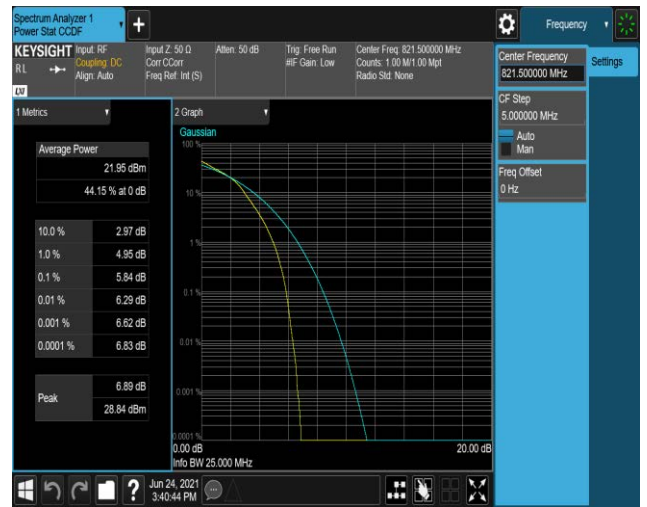 Spectrum Analyzer 1
Power Stat CCDF
Frequency
KEYSIGHT
RL
Input: RF
Coupling: DC
Align: Auto
Input Z: 50 Ω
Corr CCorr
Freq Ref: Int (S)
Atten: 50 dB
Trig: Free Run
#IF Gain: Low
Center Freq: 821.500000 MHz
Counts: 1.00 M/1.00 Mpt
Radio Std: None
LXI
Center Frequency
821.500000 MHz
Settings
CF Step
5.000000 MHz
Auto
Man
Freq Offset
0 Hz
1 Metrics
Average Power
21.95 dBm
44.15 % at 0 dB
10.0 % 2.97 dB
1.0 % 4.95 dB
0.1 % 5.84 dB
0.01 % 6.29 dB
0.001 % 6.62 dB
0.0001 % 6.83 dB
Peak
6.89 dB
28.84 dBm
2 Graph
Gaussian
100 %
10 %
1 %
0.1 %
0.01 %
0.001 %
0.0001 %
0.00 dB
20.00 dB
Info BW 25.000 MHz
?
Jun 24, 2021
3:40:44 PM